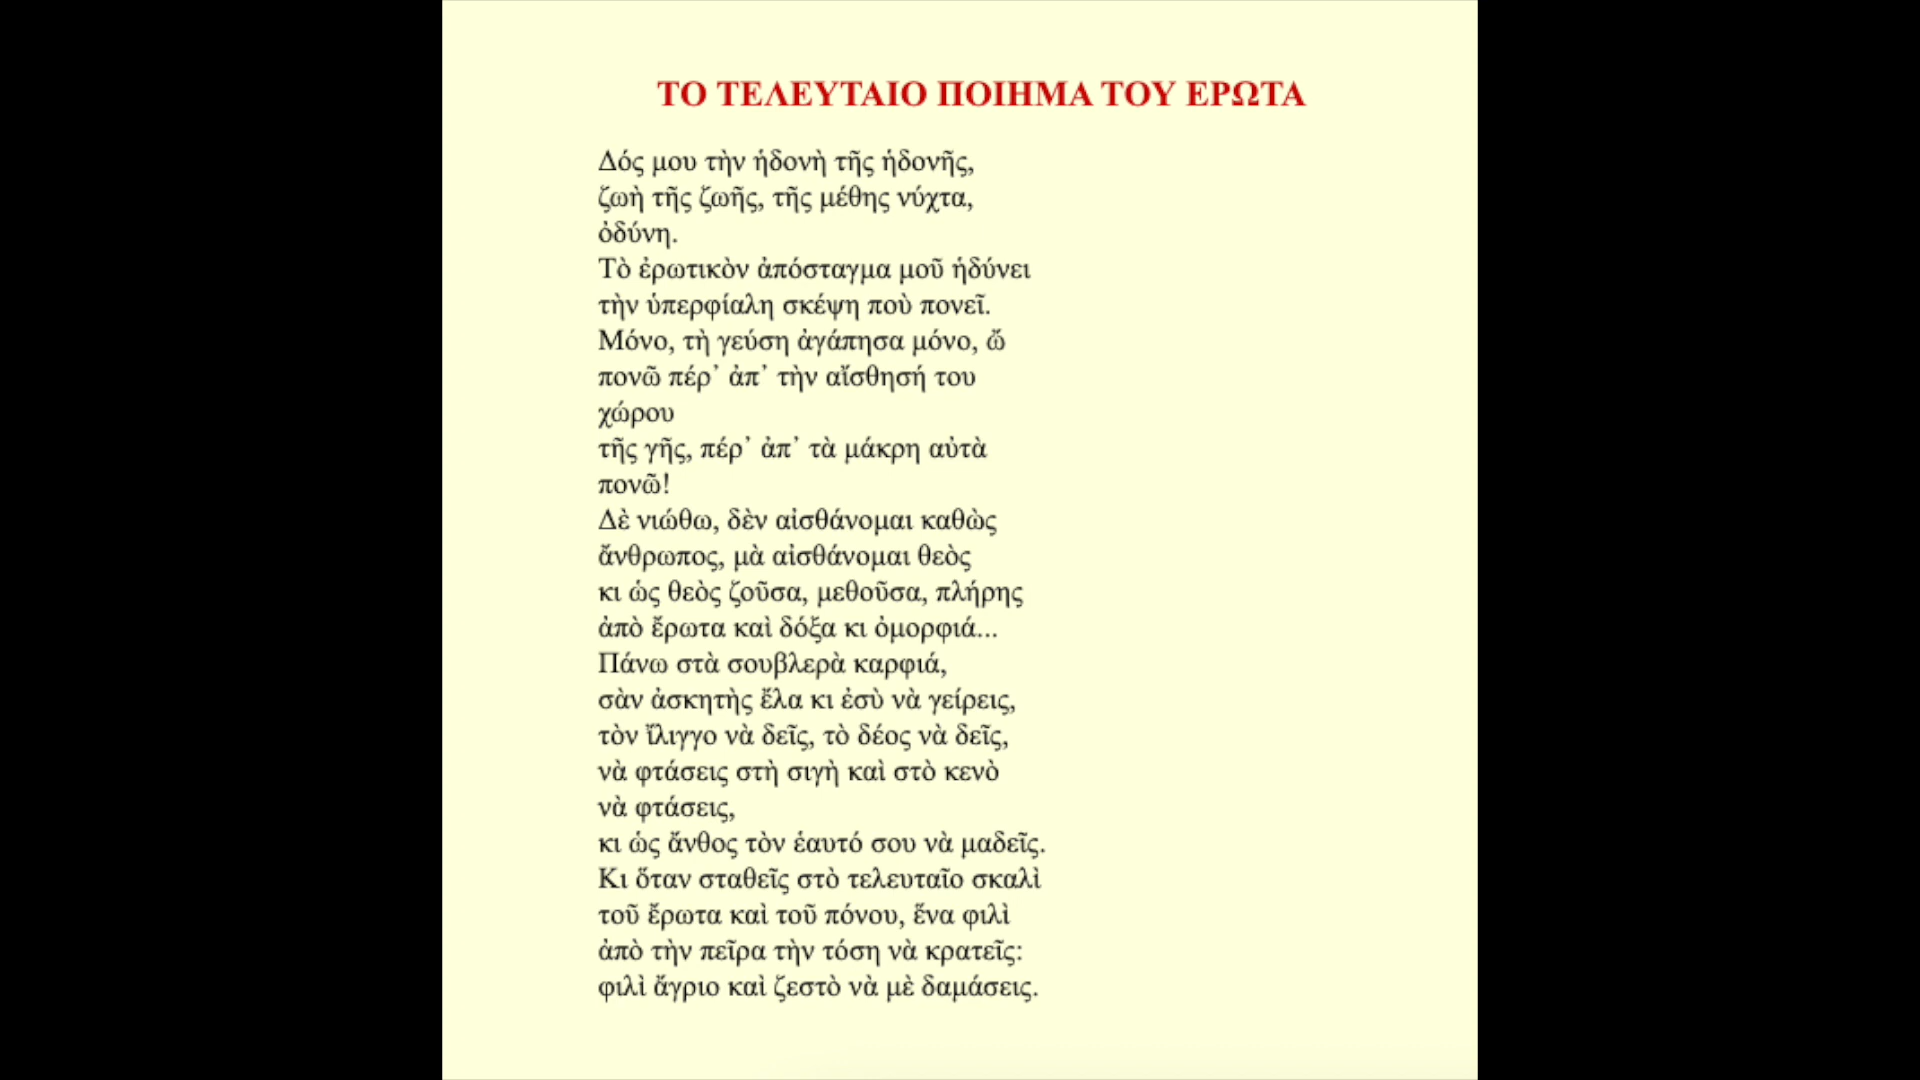 ΤΟ ΤΕΛΕΥΤΑΙΟ ΠΟΙΗΜΑ ΤΟΥ ΕΡΩΤΑ
Δός μου τὴν ἡδονὴ τῆς ἡδονῆς,
ζωὴ τῆς ζωῆς, τῆς μέθης νύχτα,
ὀδύνη.
Τὸ ἐρωτικὸν ἀπόσταγμα μοῦ ἡδύνει
τὴν ὑπερφίαλη σκέψη ποὺ πονεῖ.
Μόνο, τὴ γεύση ἀγάπησα μόνο, ὤ
πονῶ πέρ᾽ ἀπ᾽ τὴν αἴσθησή του
χώρου
τῆς γῆς, πέρ᾽ ἀπ᾽ τὰ μάκρη αὐτὰ
πονῶ!
Δὲ νιώθω, δὲν αἰσθάνομαι καθὼς
ἄνθρωπος, μὰ αἰσθάνομαι θεὸς
κι ὡς θεὸς ζοῦσα, μεθοῦσα, πλήρης
ἀπὸ ἔρωτα καὶ δόξα κι ὀμορφιά...
Πάνω στὰ σουβλερὰ καρφιά,
σὰν ἀσκητὴς ἔλα κι ἐσὺ νὰ γείρεις,
τὸν ἴλιγγο νὰ δεῖς, τὸ δέος νὰ δεῖς,
νὰ φτάσεις στὴ σιγὴ καὶ στὸ κενὸ
νὰ φτάσεις,
κι ὡς ἄνθος τὸν ἑαυτό σου νὰ μαδεῖς.
Κι ὅταν σταθεῖς στὸ τελευταῖο σκαλὶ
τοῦ ἔρωτα καὶ τοῦ πόνου, ἕνα φιλὶ
ἀπὸ τὴν πεῖρα τὴν τόση νὰ κρατεῖς:
φιλὶ ἄγριο καὶ ζεστὸ νὰ μὲ δαμάσεις.